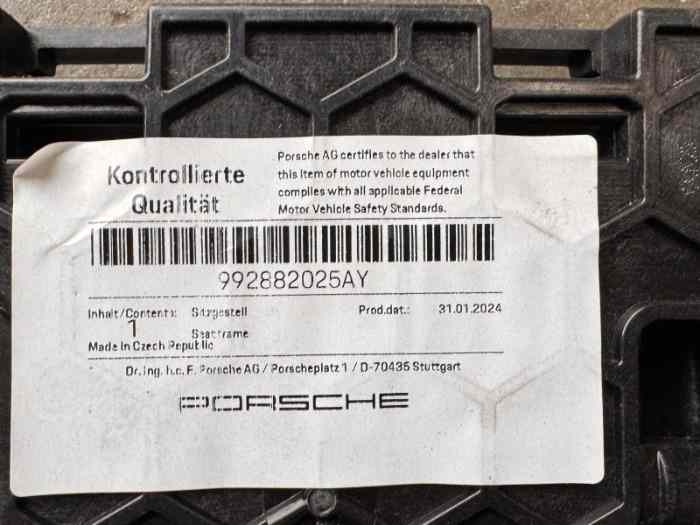 Kontrollierte
Qualität
Porsche AG certifies to the dealer that
this item of motor vehicle equipment
complies with all applicable Federal
Motor Vehicle Safety Standards.
992882025AY
Inhalt/Contents: Sitzgestell Prod.dat.: 31.01.2024
1 Seat frame
Made in Czech Republic
Dr. Ing. h.c. F. Porsche AG / Porscheplatz 1 / D-70435 Stuttgart
PORSCHE